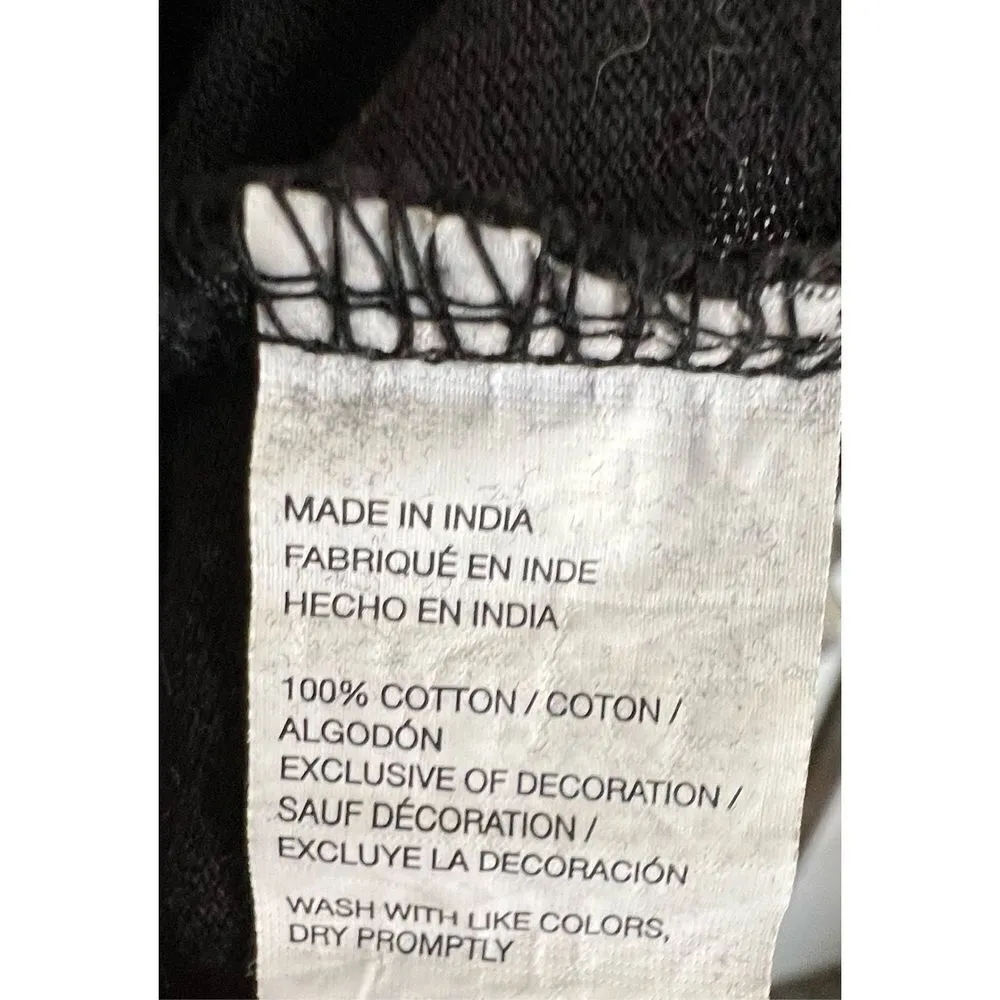 MADE IN INDIA
FABRIQUÉ EN INDE
HECHO EN INDIA
100% COTTON / COTON /
ALGODÓN
EXCLUSIVE OF DECORATION /
SAUF DÉCORATION /
EXCLUYE LA DECORACIÓN
WASH WITH LIKE COLORS,
DRY PROMPTLY